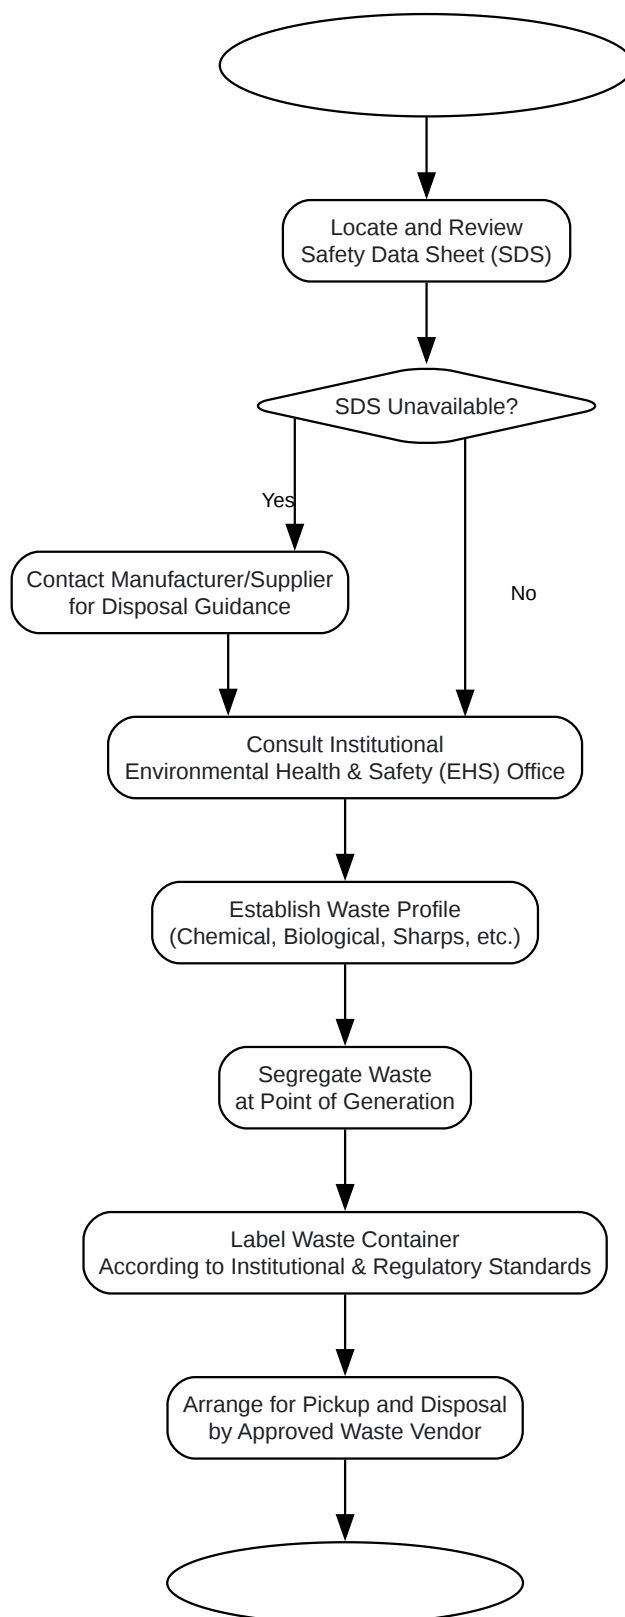 Locate and Review
Safety Data Sheet (SDS)
SDS Unavailable?
Yes
Contact Manufacturer/Supplier
for Disposal Guidance
No
Consult Institutional
Environmental Health & Safety (EHS) Office
Establish Waste Profile
(Chemical, Biological, Sharps, etc.)
Segregate Waste
at Point of Generation
Label Waste Container
According to Institutional & Regulatory Standards
Arrange for Pickup and Disposal
by Approved Waste Vendor